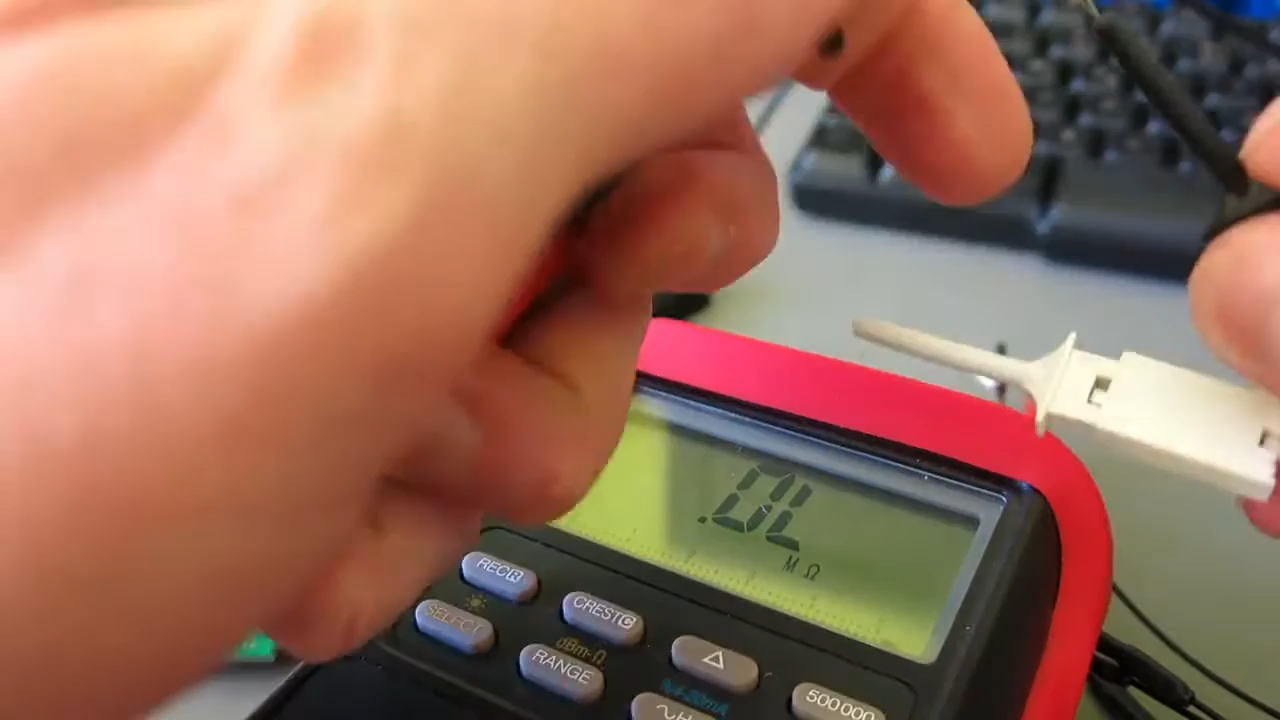 .0L
MΩ
REC R
CREST C
SELECT
dBm-Ω
RANGE
Δ
500000